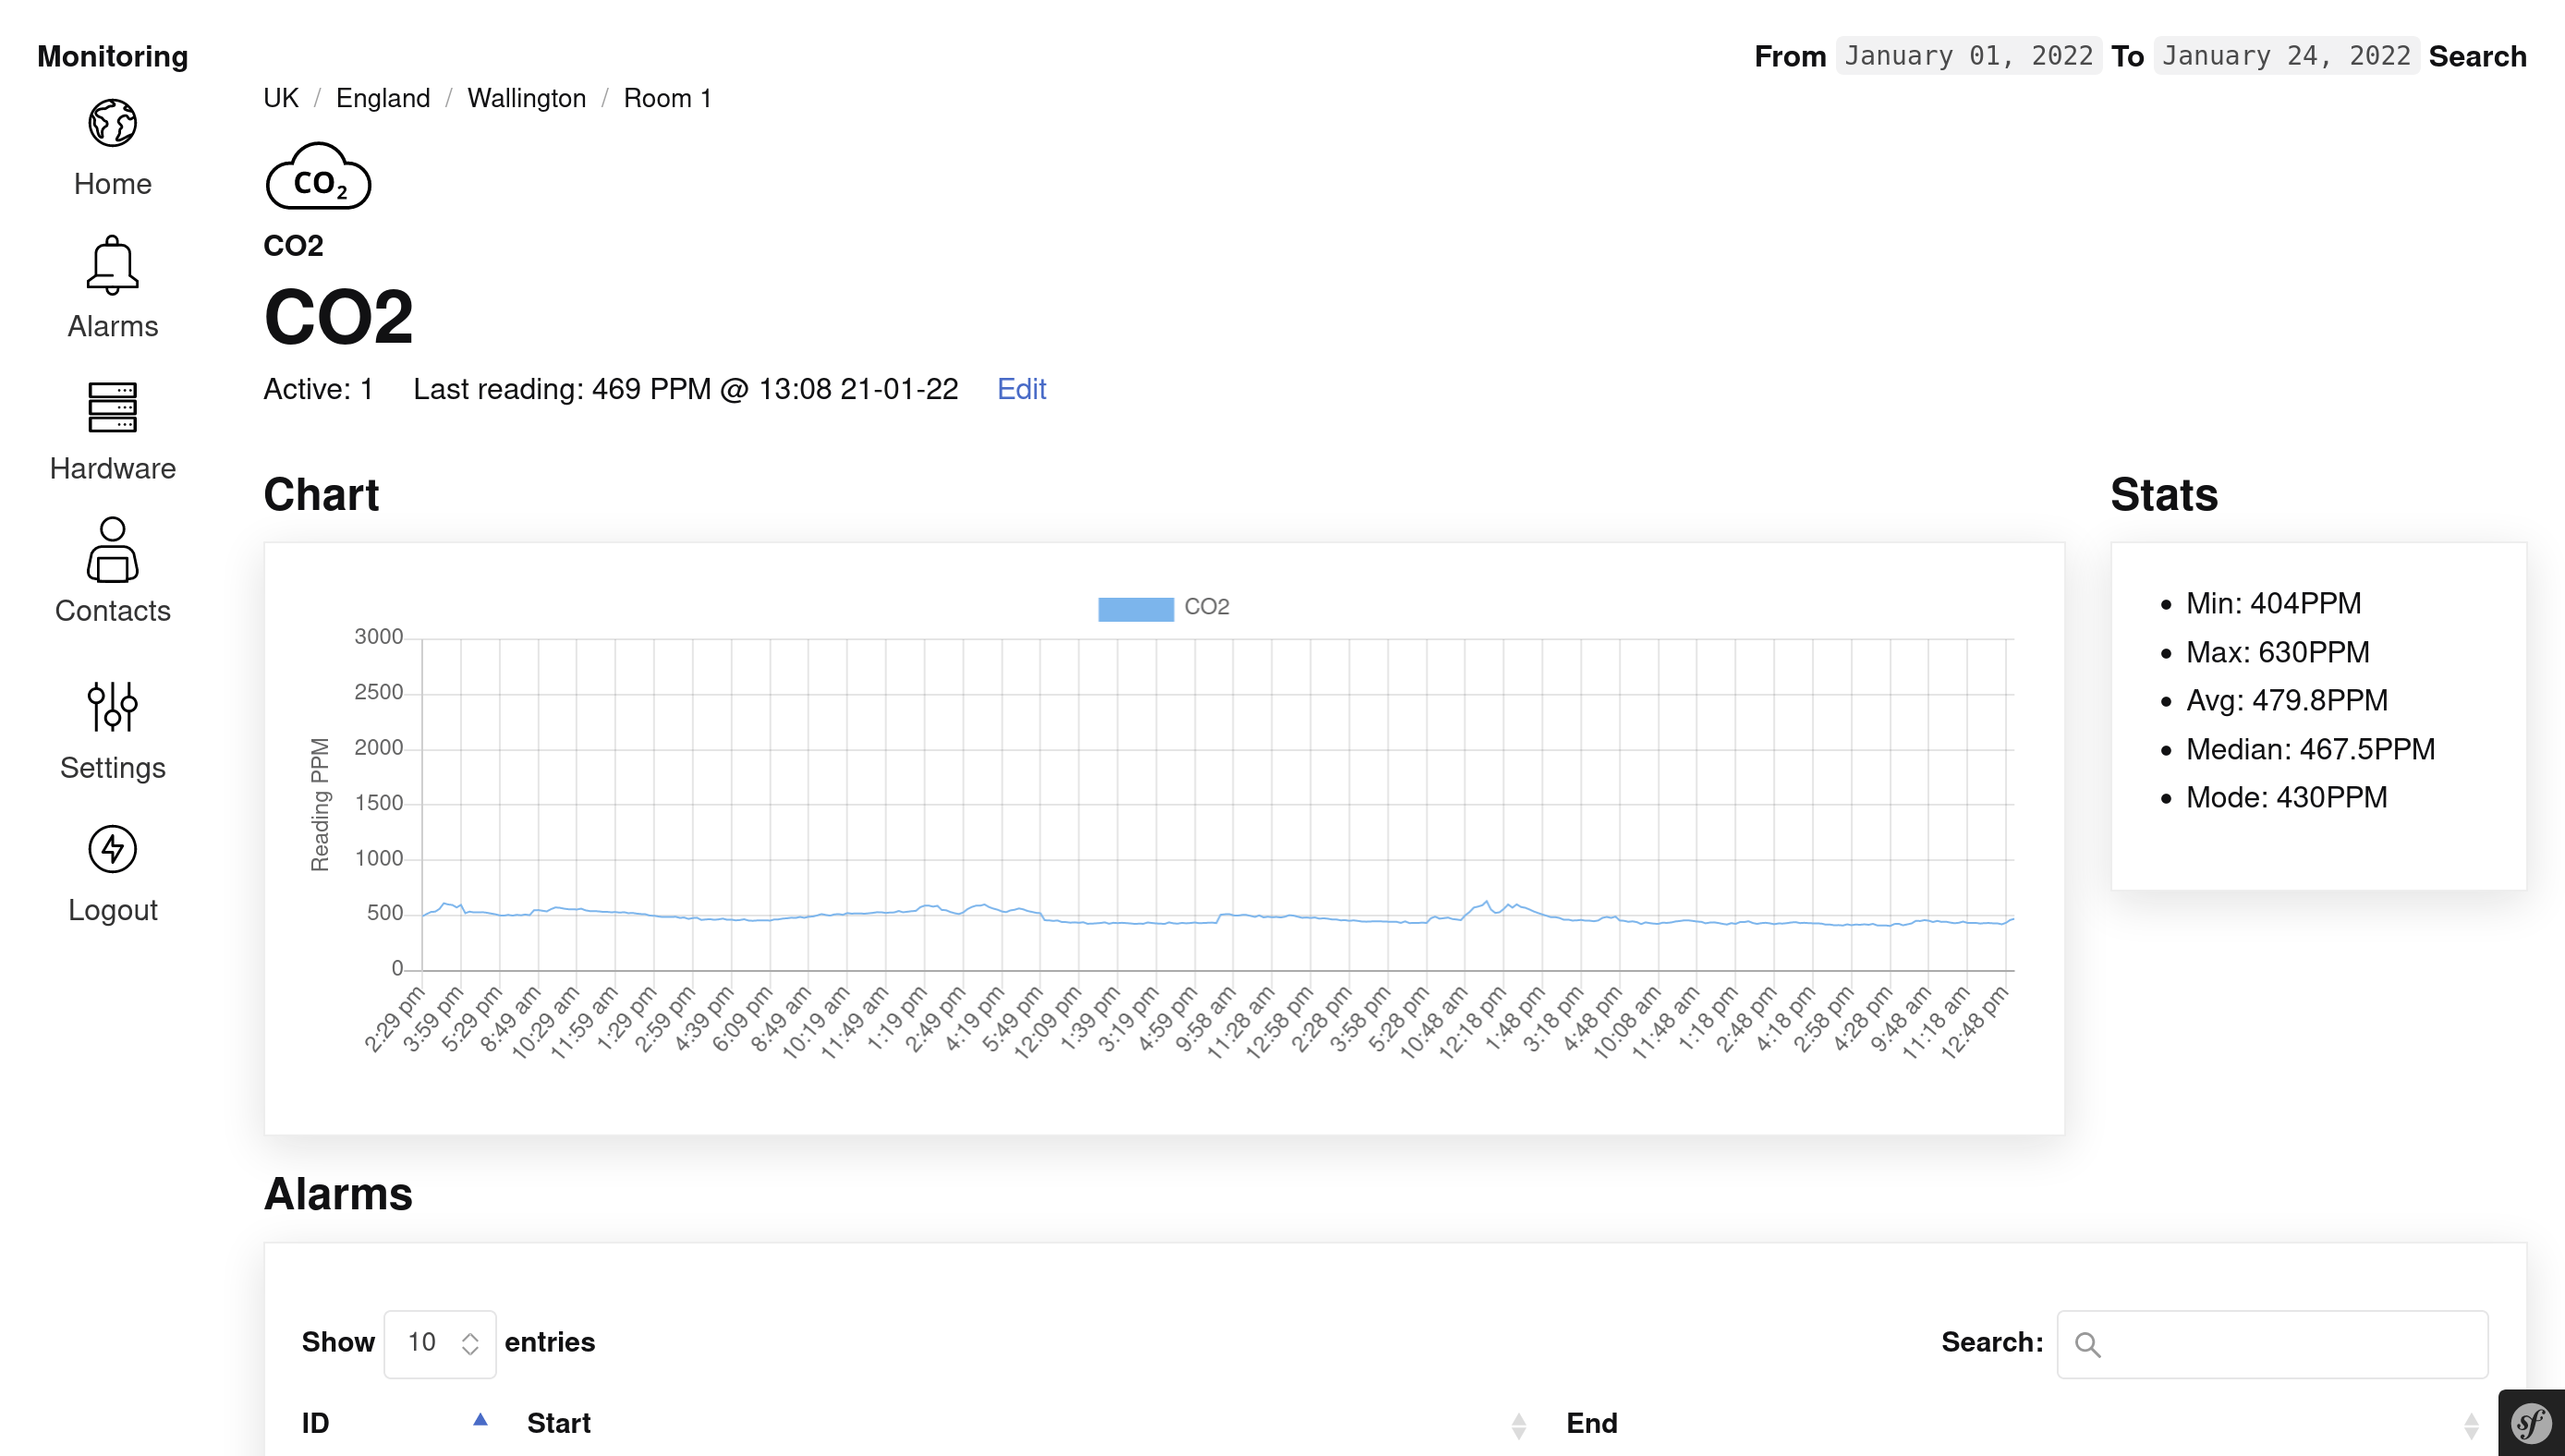 Monitoring
Home
Alarms
Hardware
Contacts
Settings
Logout
From January 01, 2022 To January 24, 2022 Search
UK / England / Wallington / Room 1
CO2
CO2
CO2
Active: 1 Last reading: 469 PPM @ 13:08 21-01-22 Edit
Chart
CO2
Reading PPM
3000
2500
2000
1500
1000
500
0
2:29 pm
3:59 pm
5:29 pm
8:49 am
10:29 am
11:59 am
1:29 pm
2:59 pm
4:39 pm
6:09 pm
8:49 am
10:19 am
11:49 am
1:19 pm
2:49 pm
4:19 pm
5:49 pm
12:09 pm
1:39 pm
3:19 pm
4:59 pm
9:58 am
11:28 am
12:58 pm
2:28 pm
3:58 pm
5:28 pm
10:48 am
12:18 pm
1:48 pm
3:18 pm
4:48 pm
10:08 am
11:48 am
1:18 pm
2:48 pm
4:18 pm
2:58 pm
4:28 pm
9:48 am
11:18 am
12:48 pm
Stats
Min: 404PPM
Max: 630PPM
Avg: 479.8PPM
Median: 467.5PPM
Mode: 430PPM
Alarms
Show 10 entries
Search:
ID Start End
sf